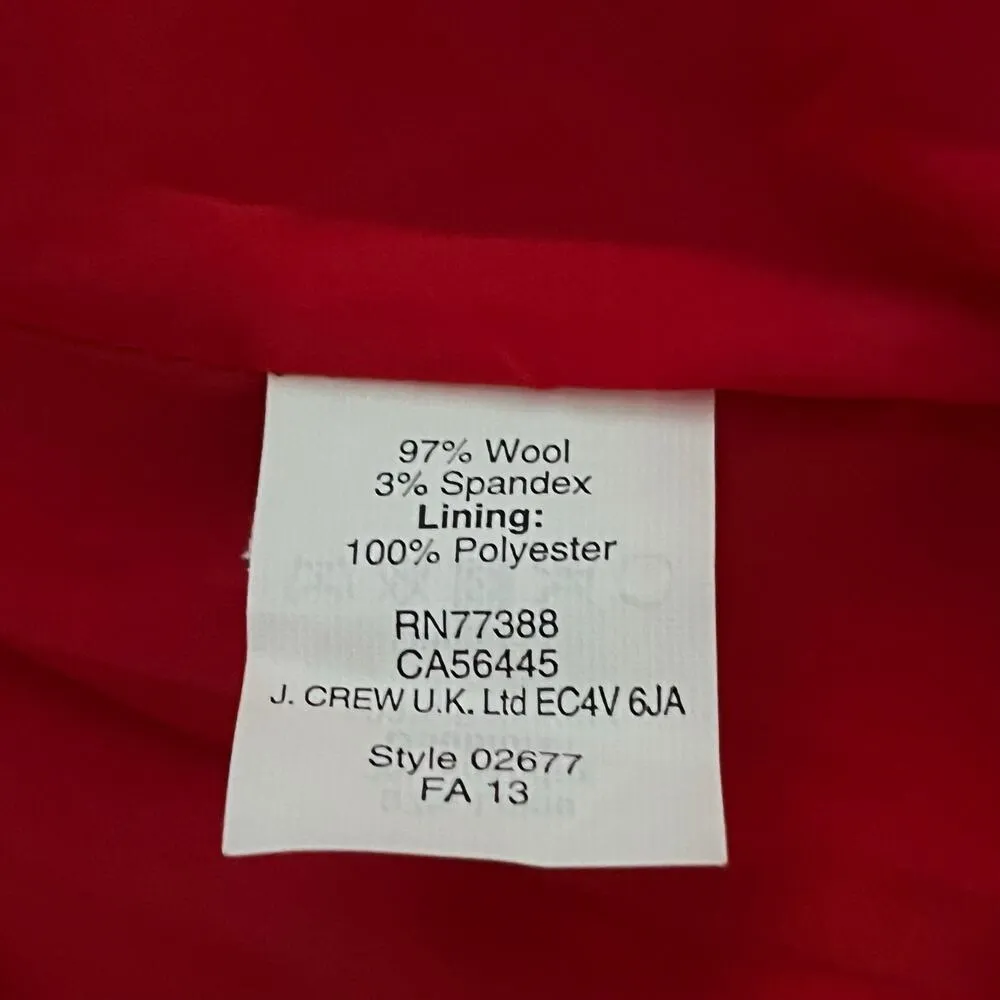 97% Wool
3% Spandex
Lining:
100% Polyester
RN77388
CA56445
J. CREW U.K. Ltd EC4V 6JA
Style 02677
FA 13